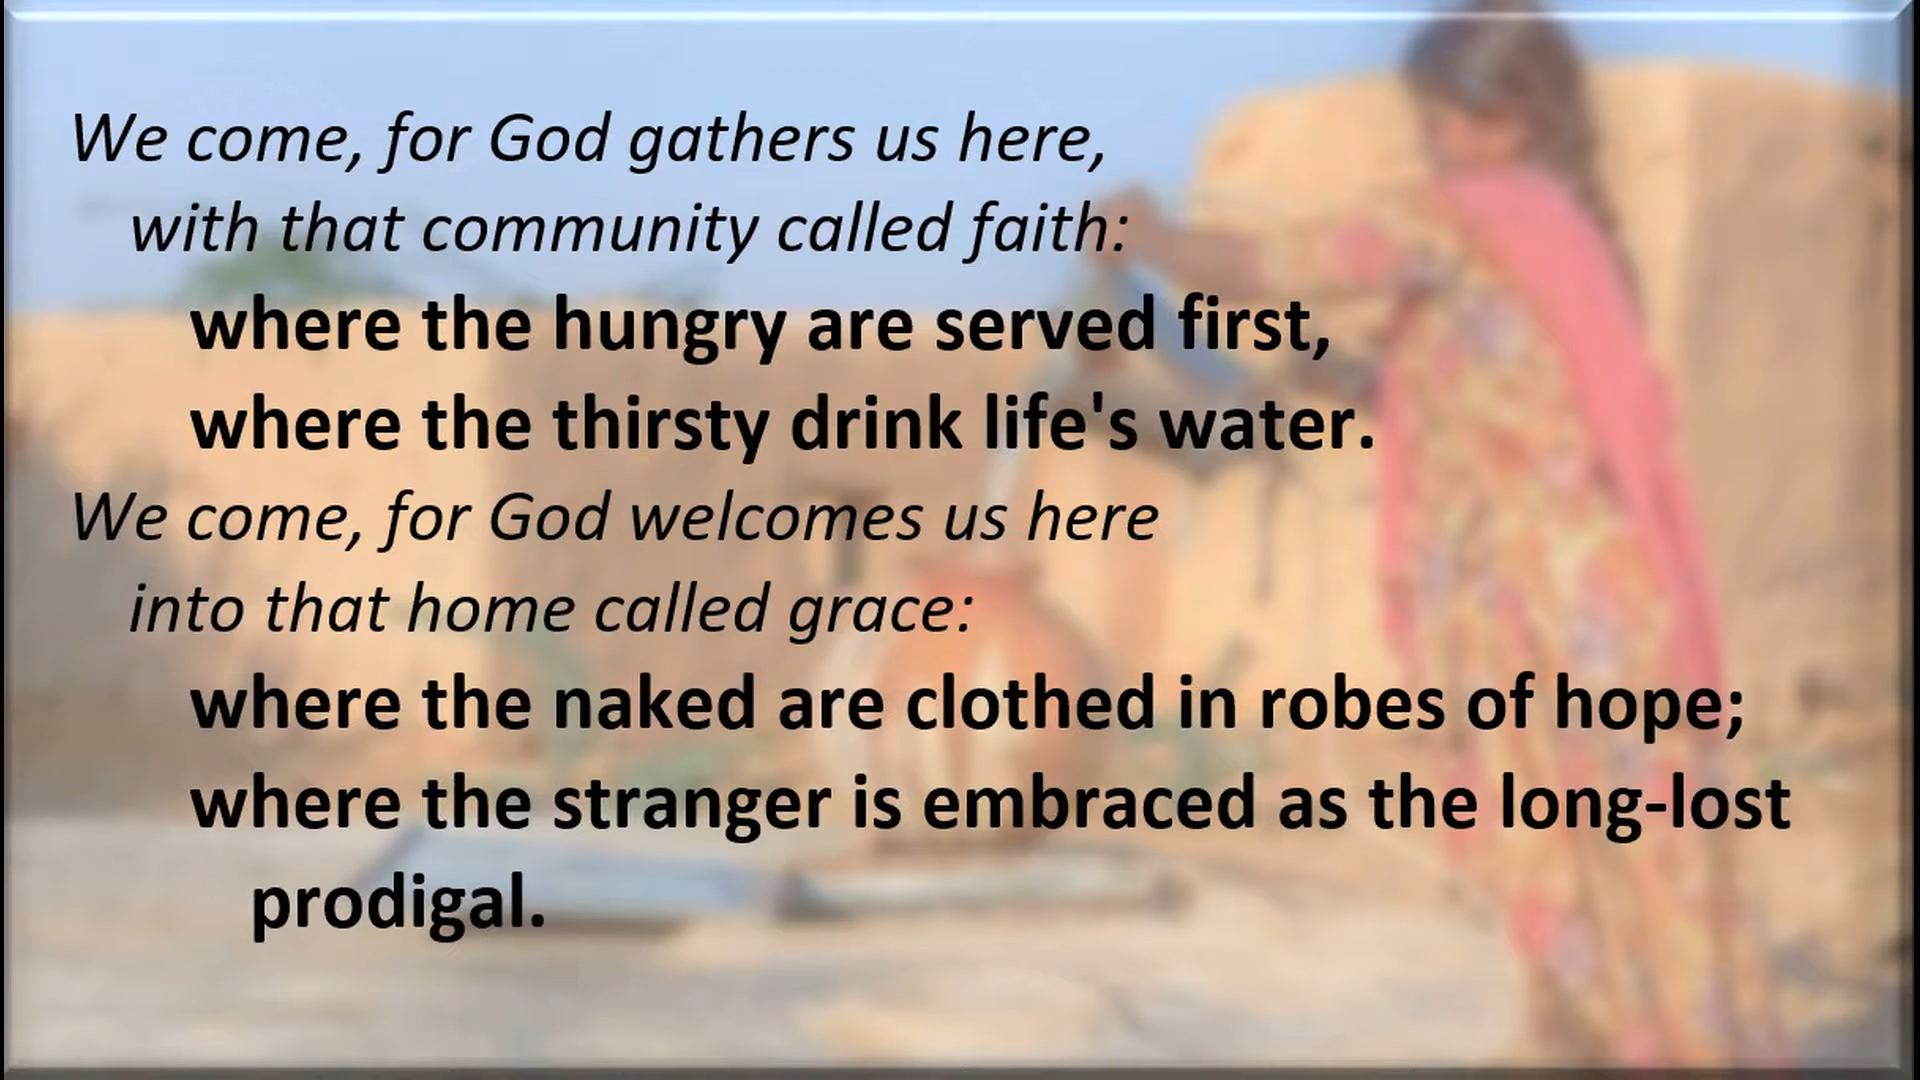 We come, for God gathers us here,
with that community called faith:
where the hungry are served first,
where the thirsty drink life's water.
We come, for God welcomes us here
into that home called grace:
where the naked are clothed in robes of hope;
where the stranger is embraced as the long-lost
prodigal.